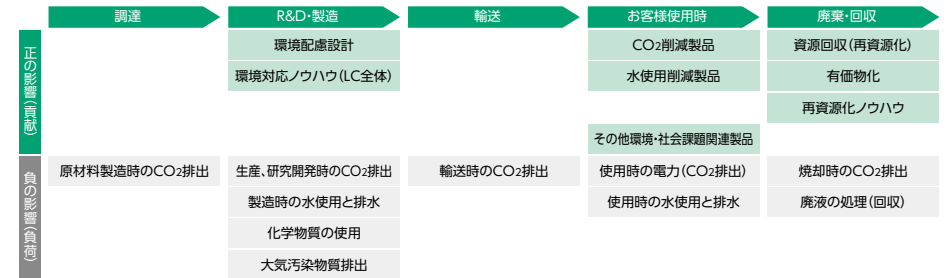 調達
R&D・製造
輸送
お客様使用時
廃棄・回収
正の影響(貢献)
環境配慮設計
CO2削減製品
資源回収(再資源化)
環境対応ノウハウ(LC全体)
水使用削減製品
有価物化
再資源化ノウハウ
その他環境・社会課題関連製品
負の影響(負荷)
原材料製造時のCO2排出
生産、研究開発時のCO2排出
輸送時のCO2排出
使用時の電力(CO2排出)
焼却時のCO2排出
製造時の水使用と排水
使用時の水使用と排水
廃液の処理(回収)
化学物質の使用
大気汚染物質排出